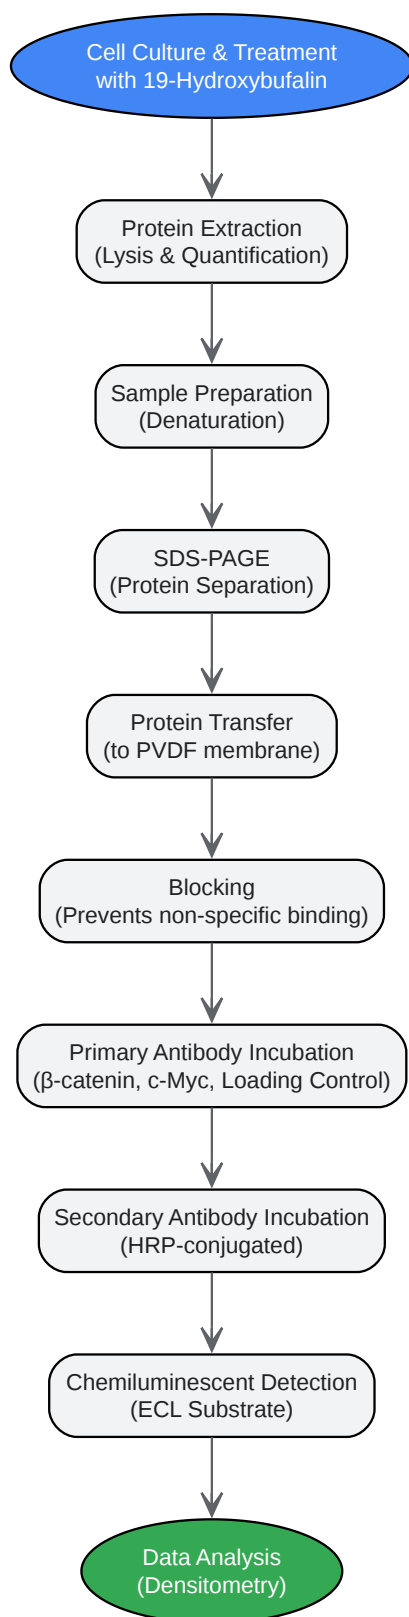 Cell Culture & Treatment
with 19-Hydroxybufalin
Protein Extraction
(Lysis & Quantification)
Sample Preparation
(Denaturation)
SDS-PAGE
(Protein Separation)
Protein Transfer
(to PVDF membrane)
Blocking
(Prevents non-specific binding)
Primary Antibody Incubation
(β-catenin, c-Myc, Loading Control)
Secondary Antibody Incubation
(HRP-conjugated)
Chemiluminescent Detection
(ECL Substrate)
Data Analysis
(Densitometry)